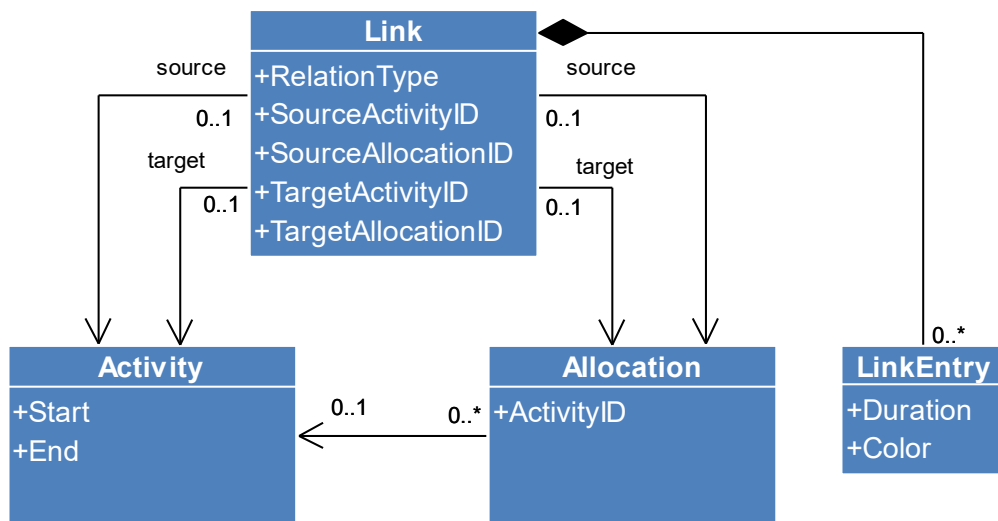 Link
source
source
+RelationType
0..1
+SourceActivityID
0..1
+SourceAllocationID
target
target
0..1
+TargetActivityID
0..1
+TargetAllocationID
Activity
+Start
+End
0..1
0..*
Allocation
+ActivityID
0..*
LinkEntry
+Duration
+Color